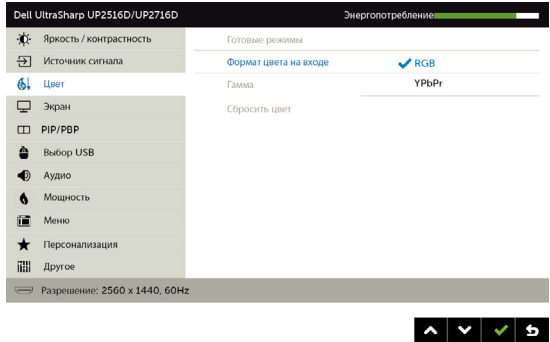 Dell UltraSharp UP2516D/UP2716D Энергопотребление
Яркость / контрастность Готовые режимы
Источник сигнала Формат цвета на входе RGB
Цвет Гамма YPbPr
Экран Сбросить цвет
PIP/PBP
Выбор USB
Аудио
Мощность
Меню
Персонализация
Другое
Разрешение: 2560 x 1440, 60Hz